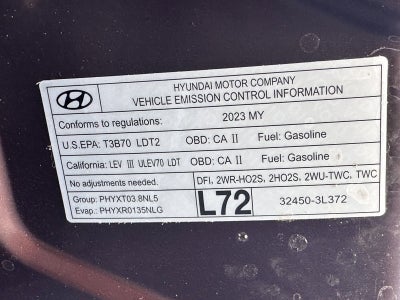 HYUNDAI MOTOR COMPANY
VEHICLE EMISSION CONTROL INFORMATION
Conforms to regulations: 2023 MY
U.S.EPA: T3B70 LDT2 OBD: CA II Fuel: Gasoline
California: LEV III ULEV70 LDT OBD: CA II Fuel: Gasoline
No adjustments needed. DFI, 2WR-HO2S, 2HO2S, 2WU-TWC, TWC
Group: PHYXT03.8NL5
Evap.: PHYXR0135NLG
L72 32450-3L372